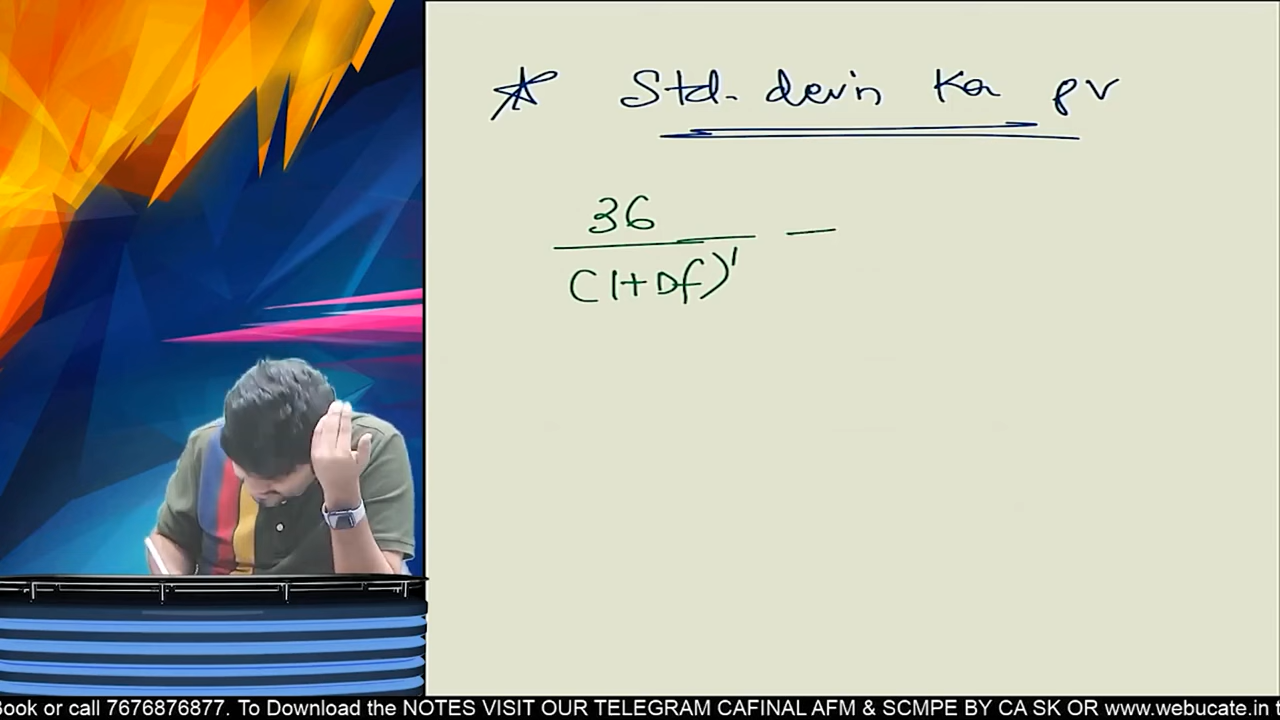 * Std. devin Ka pv
36
(1+Df)¹ —
Book or call 7676876877. To Download the NOTES VISIT OUR TELEGRAM CAFINAL AFM & SCMPE BY CA SK OR www.webucate.in t